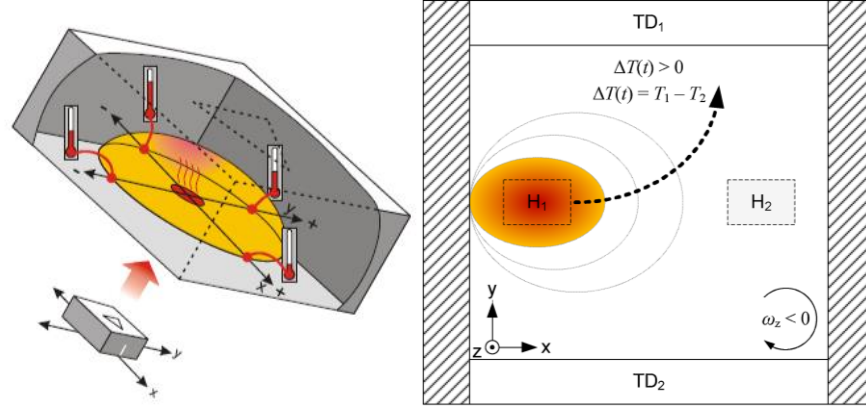 x
y
-
-
y +
x +
y
x
TD₁
ΔT(t) > 0
ΔT(t) = T₁ − T₂
H₁
H₂
y
z
x
ω_z < 0
TD₂